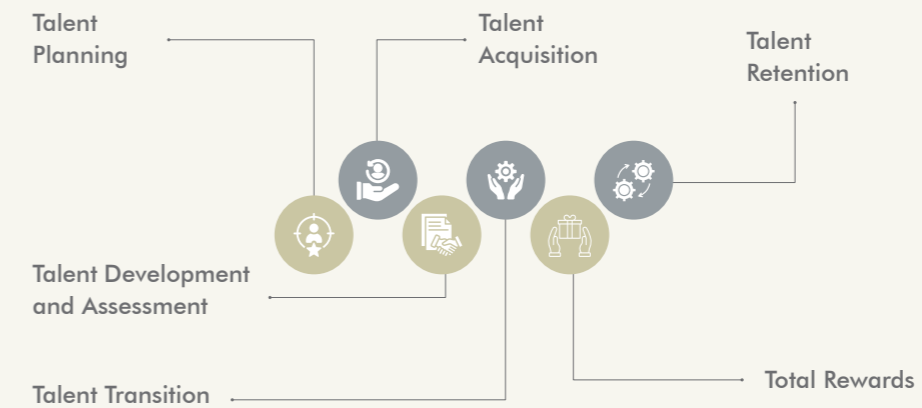 Talent
Planning
Talent
Acquisition
Talent
Retention
Talent Development
and Assessment
Talent Transition
Total Rewards